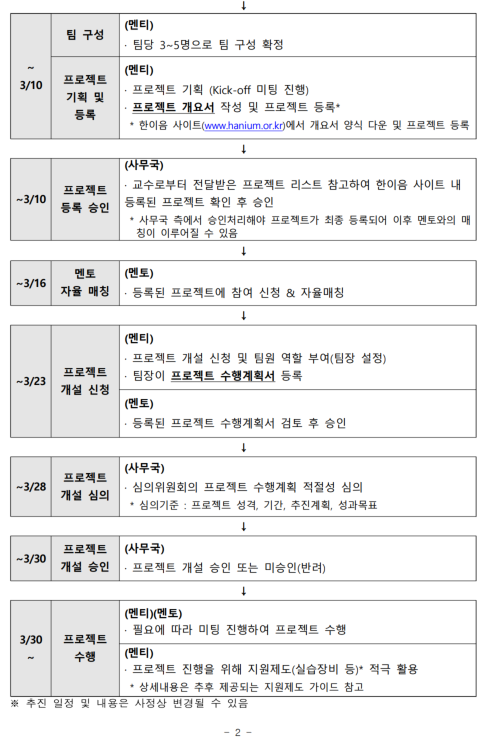 ↓
~
3/10
팀 구성
(멘티)
· 팀당 3~5명으로 팀 구성 확정
프로젝트
기획 및
등록
(멘티)
· 프로젝트 기획 (Kick-off 미팅 진행)
· 프로젝트 개요서 작성 및 프로젝트 등록*
* 한이음 사이트(www.hanium.or.kr)에서 개요서 양식 다운 및 프로젝트 등록
↓
~3/10
프로젝트
등록 승인
(사무국)
· 교수로부터 전달받은 프로젝트 리스트 참고하여 한이음 사이트 내
등록된 프로젝트 확인 후 승인
* 사무국 측에서 승인처리해야 프로젝트가 최종 등록되어 이후 멘토와의 매
칭이 이루어질 수 있음
↓
~3/16
멘토
자율 매칭
(멘토)
· 등록된 프로젝트에 참여 신청 & 자율매칭
↓
~3/23
프로젝트
개설 신청
(멘티)
· 프로젝트 개설 신청 및 팀원 역할 부여(팀장 설정)
· 팀장이 프로젝트 수행계획서 등록
(멘토)
· 등록된 프로젝트 수행계획서 검토 후 승인
↓
~3/28
프로젝트
개설 심의
(사무국)
· 심의위원회의 프로젝트 수행계획 적절성 심의
* 심의기준 : 프로젝트 성격, 기간, 추진계획, 성과목표
↓
~3/30
프로젝트
개설 승인
(사무국)
· 프로젝트 개설 승인 또는 미승인(반려)
↓
3/30
~
프로젝트
수행
(멘티)(멘토)
· 필요에 따라 미팅 진행하여 프로젝트 수행
(멘티)
· 프로젝트 진행을 위해 지원제도(실습장비 등)* 적극 활용
* 상세내용은 추후 제공되는 지원제도 가이드 참고
※ 추진 일정 및 내용은 사정상 변경될 수 있음
- 2 -